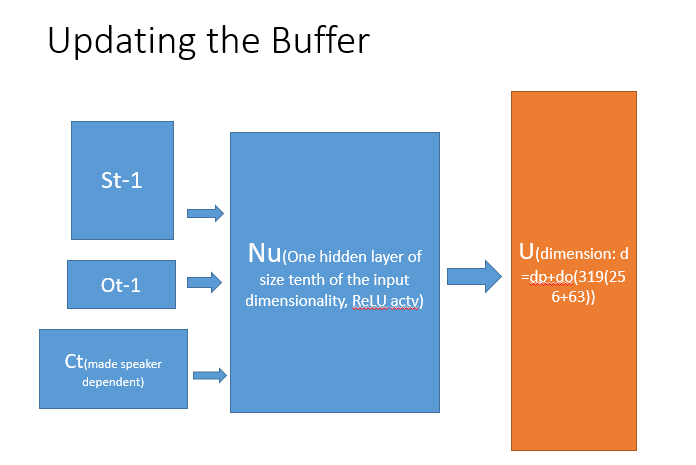 Updating the Buffer
St-1
Ot-1
Ct(made speaker
dependent)
Nu(One hidden layer of
size tenth of the input
dimensionality, ReLU actv)
U(dimension: d
=dp+do(319(25
6+63))